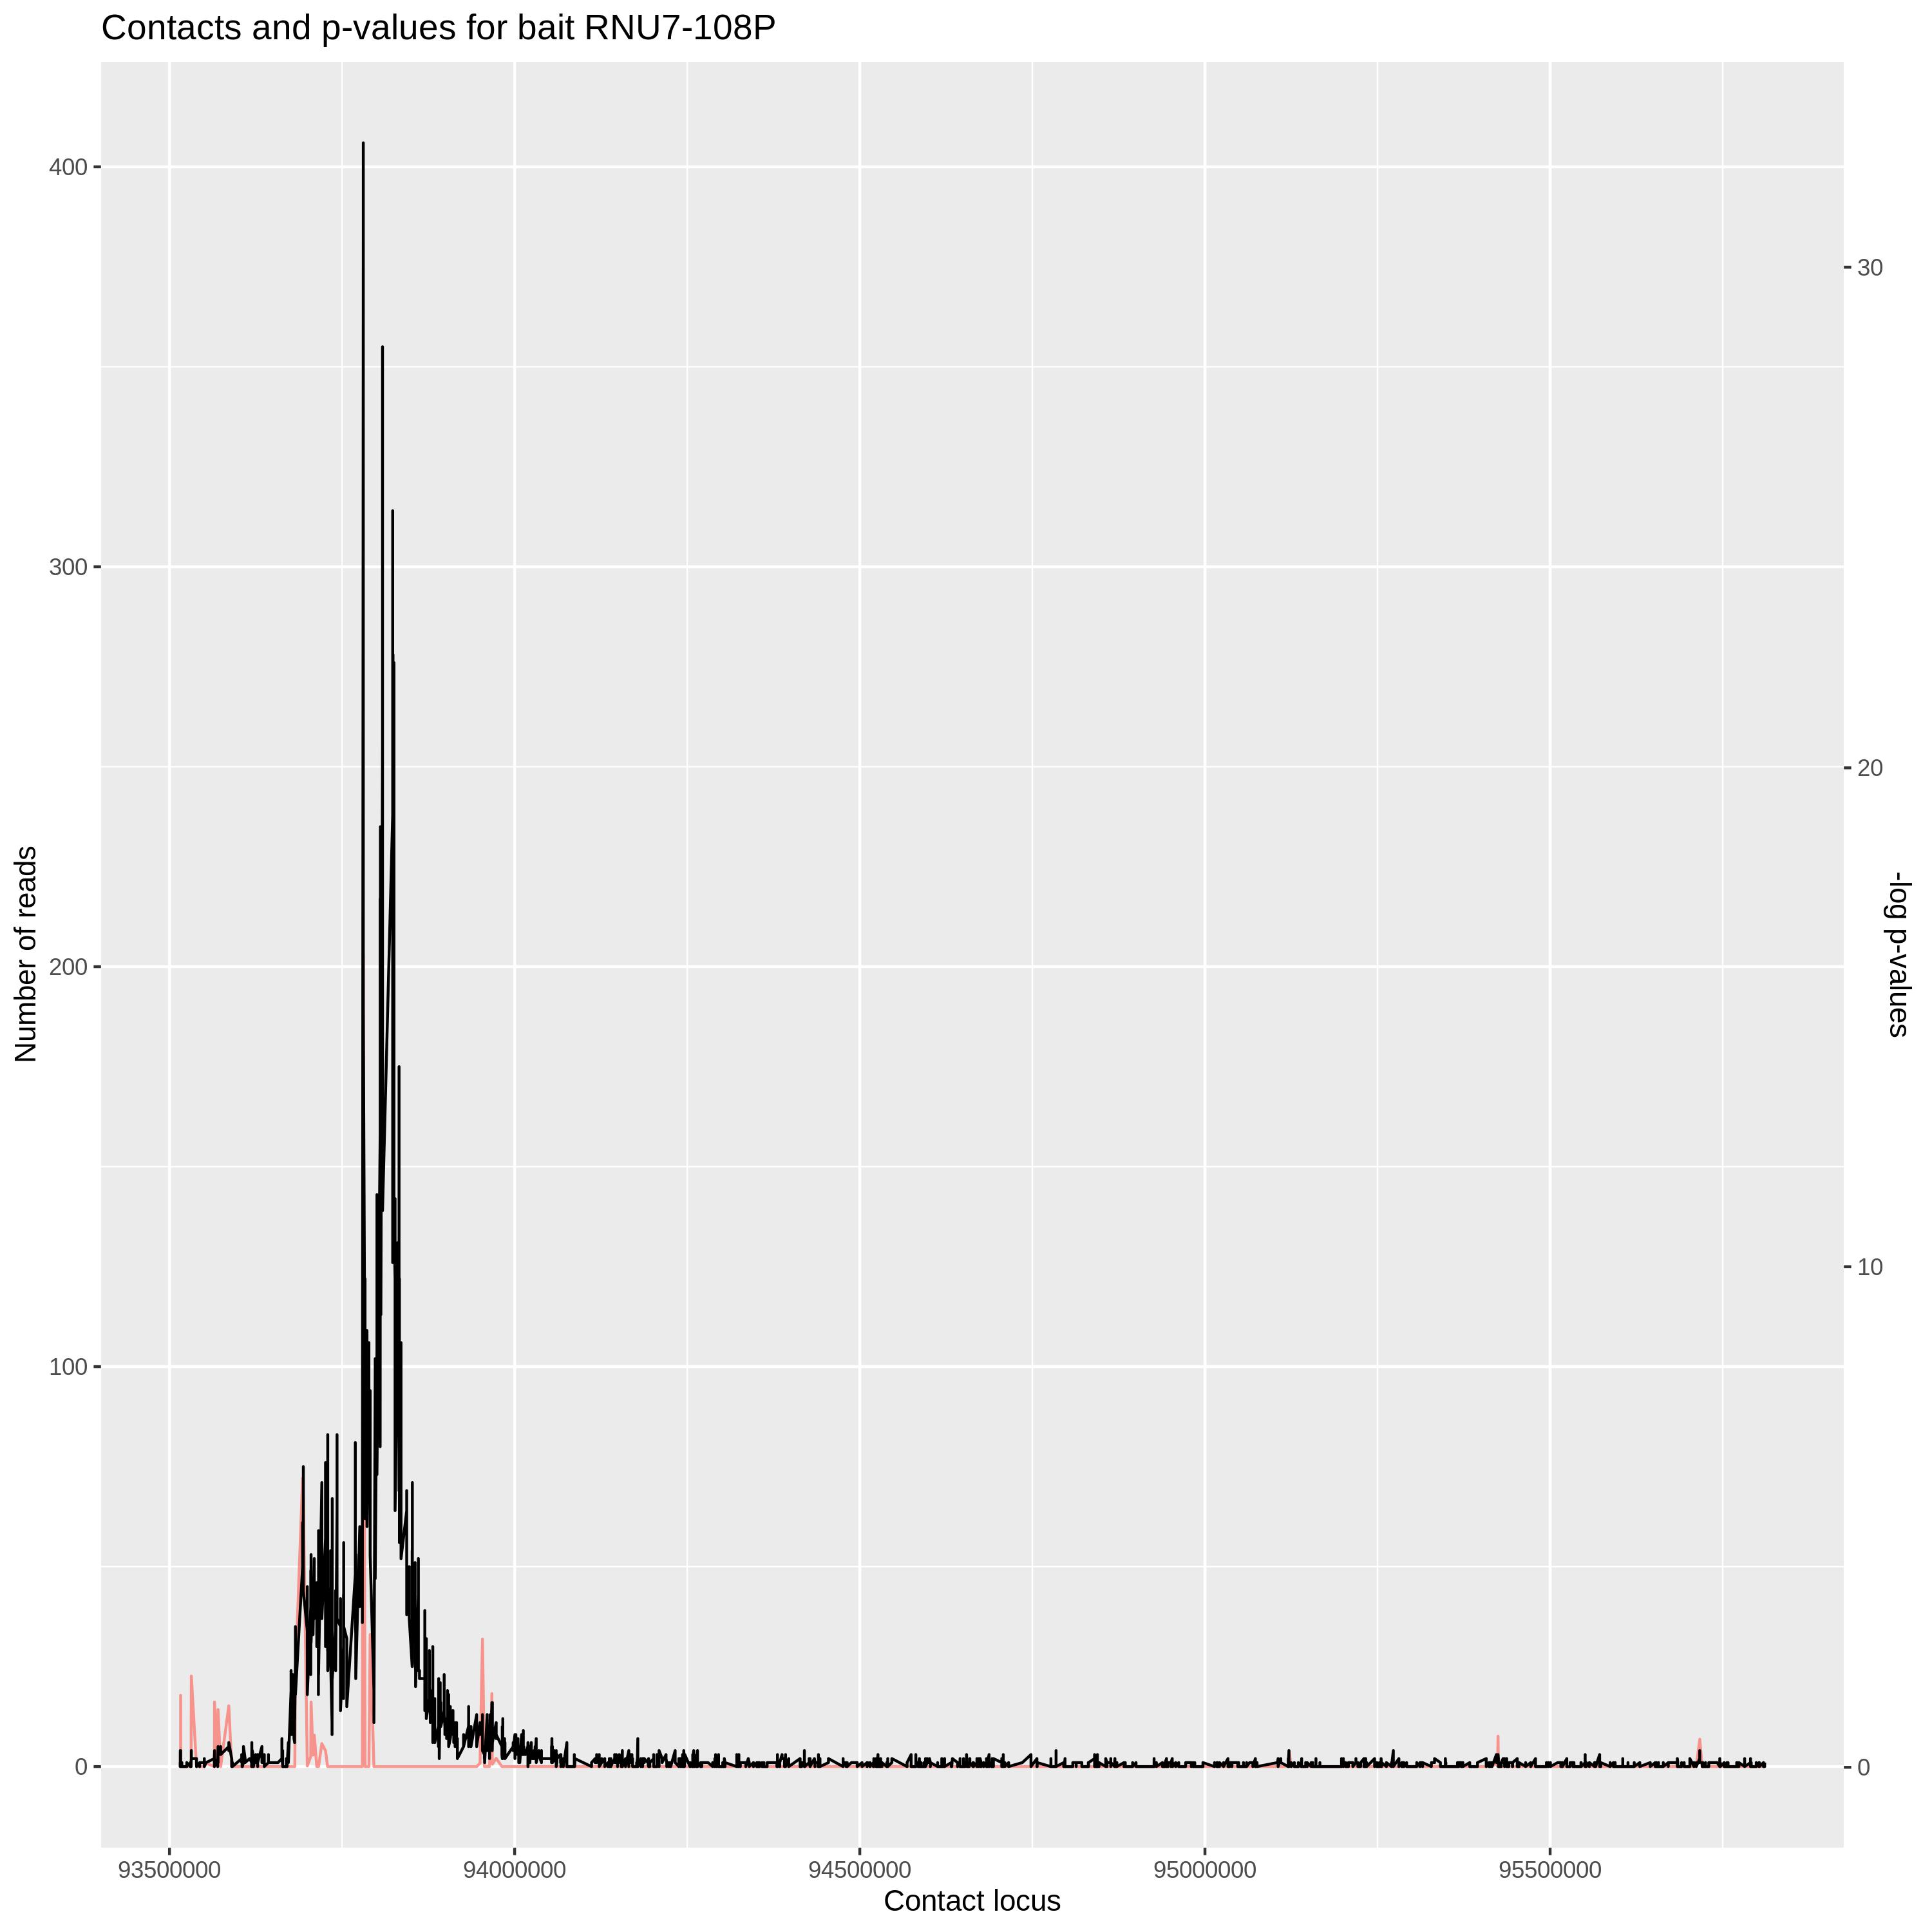 Contacts and p-values for bait RNU7-108P
400
300
200
100
0
30
20
10
0
Number of reads
-log p-values
93500000 94000000 94500000 95000000 95500000
Contact locus